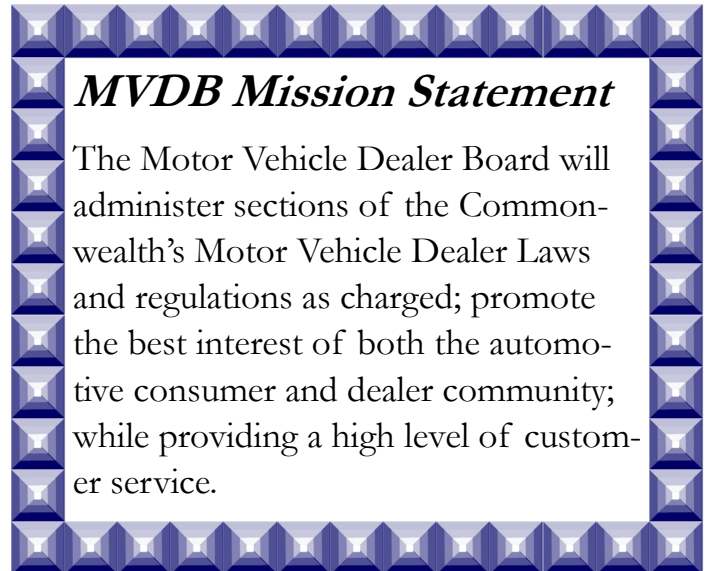 MVDB Mission Statement
The Motor Vehicle Dealer Board will
administer sections of the Common-
wealth’s Motor Vehicle Dealer Laws
and regulations as charged; promote
the best interest of both the automo-
tive consumer and dealer community;
while providing a high level of custom-
er service.